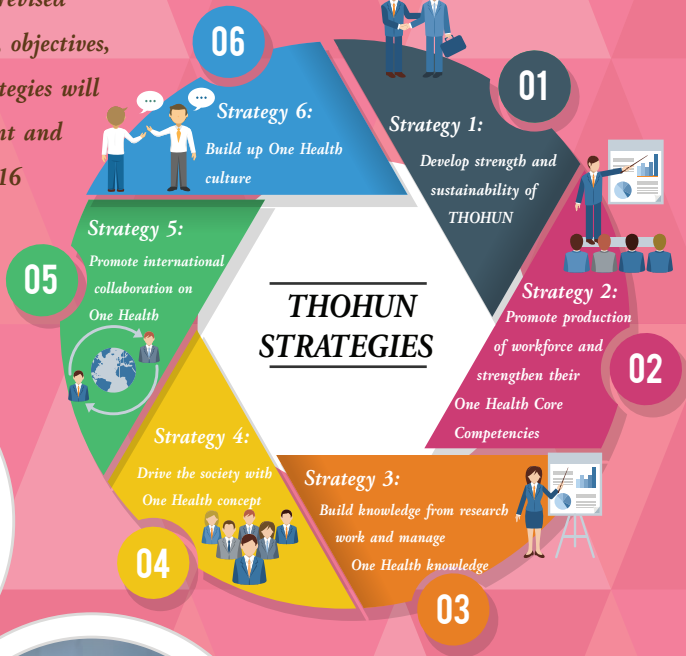 revised
objectives,
will
and
16
THOHUN
STRATEGIES
01
Strategy 1:
Develop strength and
sustainability of
THOHUN
02
Strategy 2:
Promote production
of workforce and
strengthen their
One Health Core
Competencies
03
Strategy 3:
Build knowledge from research
work and manage
One Health knowledge
04
Strategy 4:
Drive the society with
One Health concept
05
Strategy 5:
Promote international
collaboration on
One Health
06
Strategy 6:
Build up One Health
culture